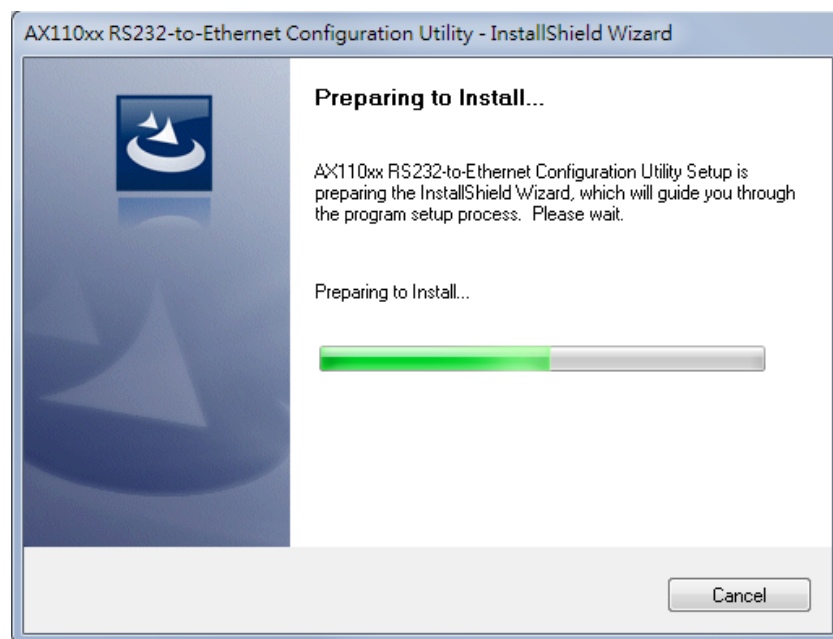 AX110xx RS232-to-Ethernet Configuration Utility - InstallShield Wizard
Preparing to Install...
AX110xx RS232-to-Ethernet Configuration Utility Setup is
preparing the InstallShield Wizard, which will guide you through
the program setup process.  Please wait.
Preparing to Install...
Cancel